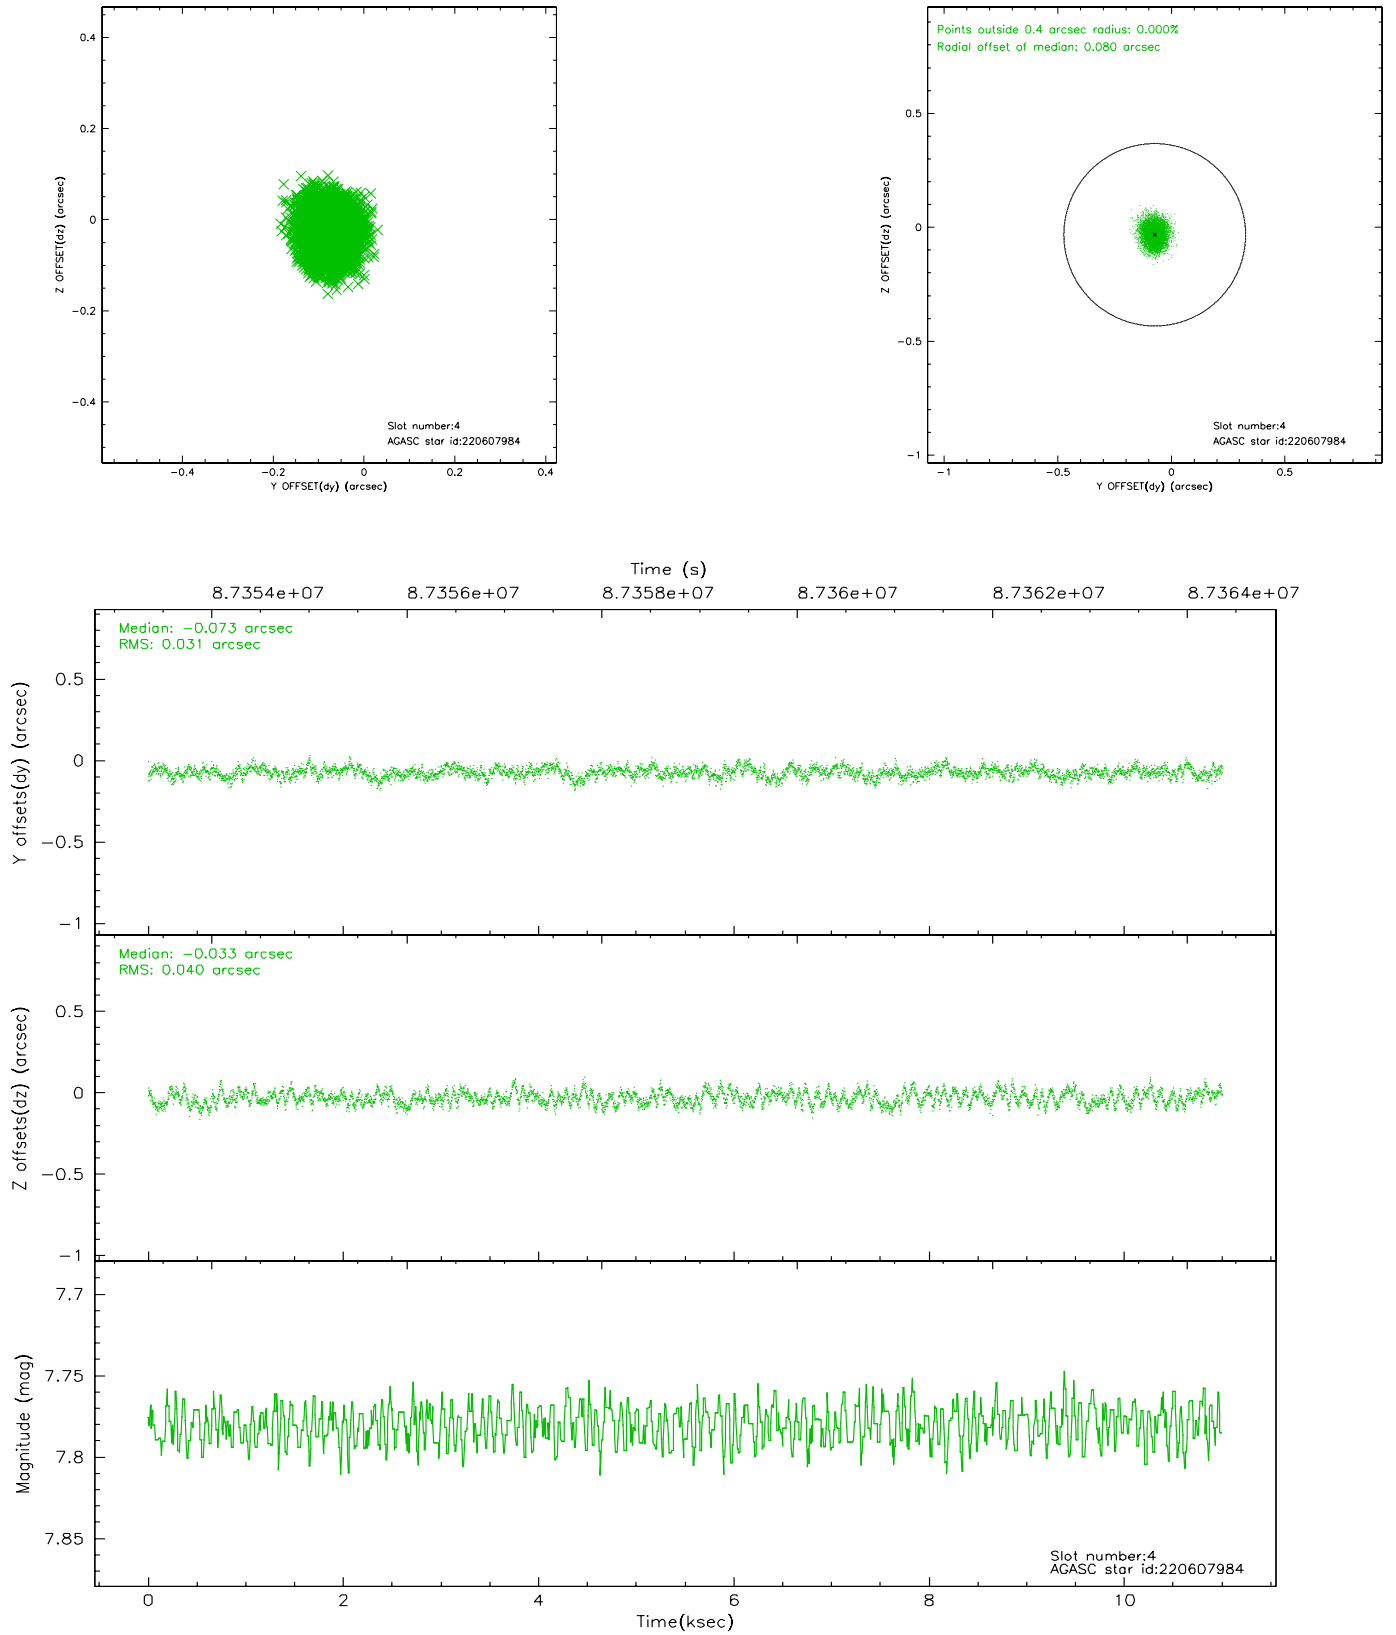 0.4
0.2
0
−0.2
−0.4
Z OFFSET(dz) (arcsec)
Slot number:4
AGASC star id:220607984
−0.4 −0.2 0 0.2 0.4
Y OFFSET(dy) (arcsec)
Points outside 0.4 arcsec radius: 0.000%
Radial offset of median: 0.080 arcsec
0.5
0
−0.5
−1
Z OFFSET(dz) (arcsec)
Slot number:4
AGASC star id:220607984
−1 −0.5 0 0.5
Y OFFSET(dy) (arcsec)
Time (s)
8.7354e+07 8.7356e+07 8.7358e+07 8.736e+07 8.7362e+07 8.7364e+07
Median: −0.073 arcsec
RMS: 0.031 arcsec
0.5
0
−0.5
−1
Y offsets(dy) (arcsec)
Median: −0.033 arcsec
RMS: 0.040 arcsec
0.5
0
−0.5
−1
Z offsets(dz) (arcsec)
7.7
7.75
7.8
7.85
Magnitude (mag)
Slot number:4
AGASC star id:220607984
0 2 4 6 8 10
Time(ksec)